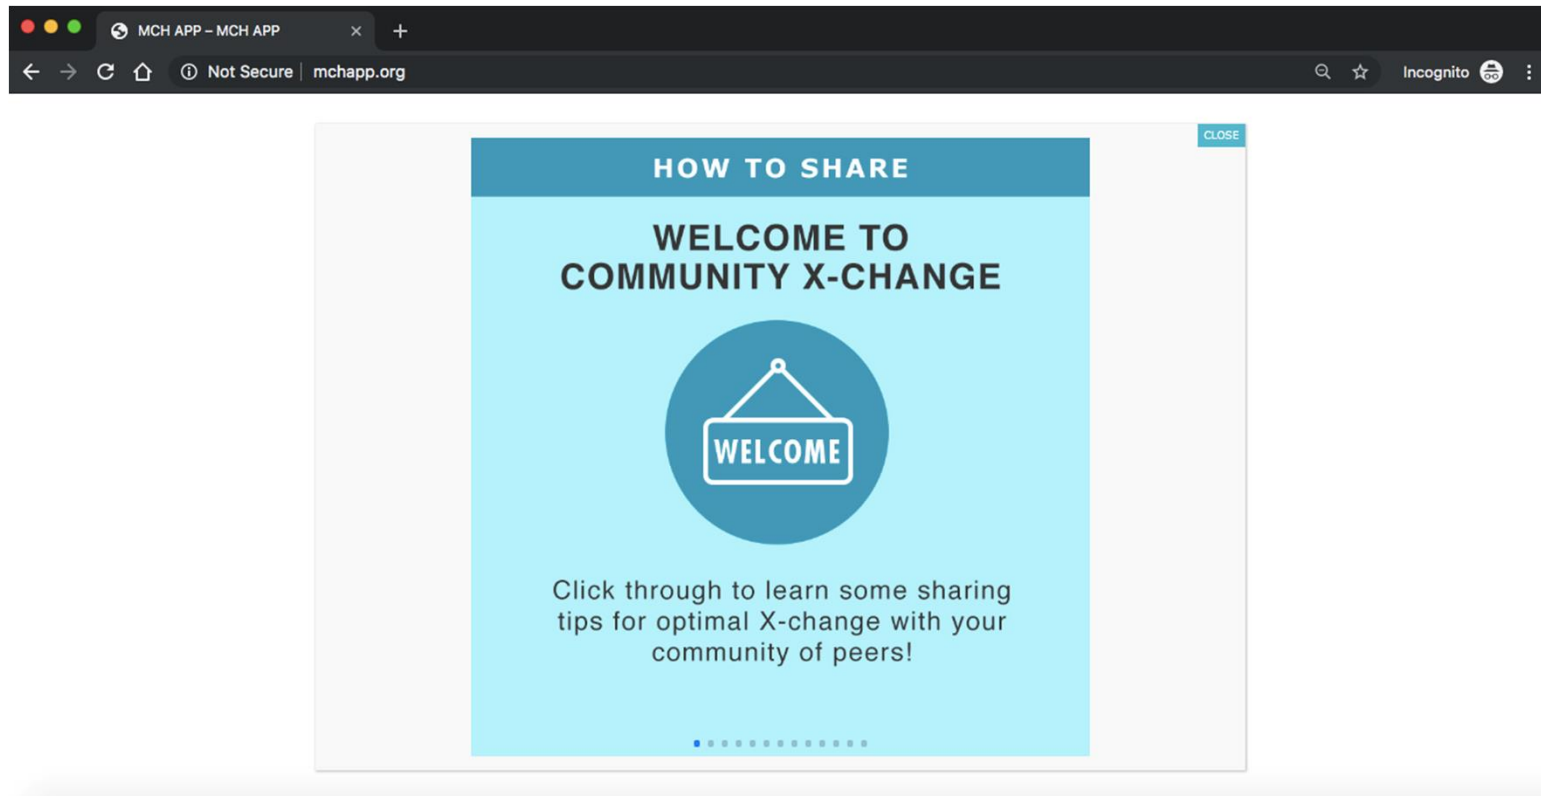 MCH APP – MCH APP
Not Secure mchapp.org
Incognito
CLOSE
HOW TO SHARE
WELCOME TO
COMMUNITY X-CHANGE
WELCOME
Click through to learn some sharing
tips for optimal X-change with your
community of peers!